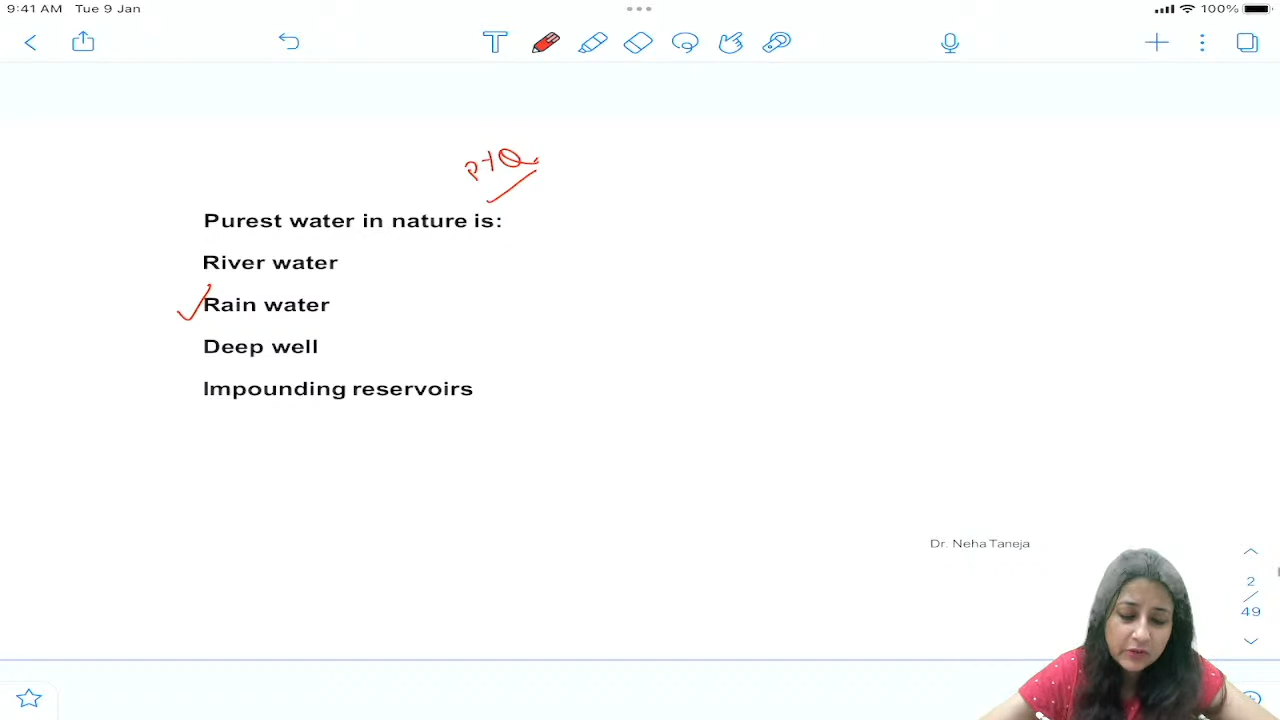 9:41 AM Tue 9 Jan
100%
PYQ
Purest water in nature is:
River water
Rain water
Deep well
Impounding reservoirs
Dr. Neha Taneja
2
49